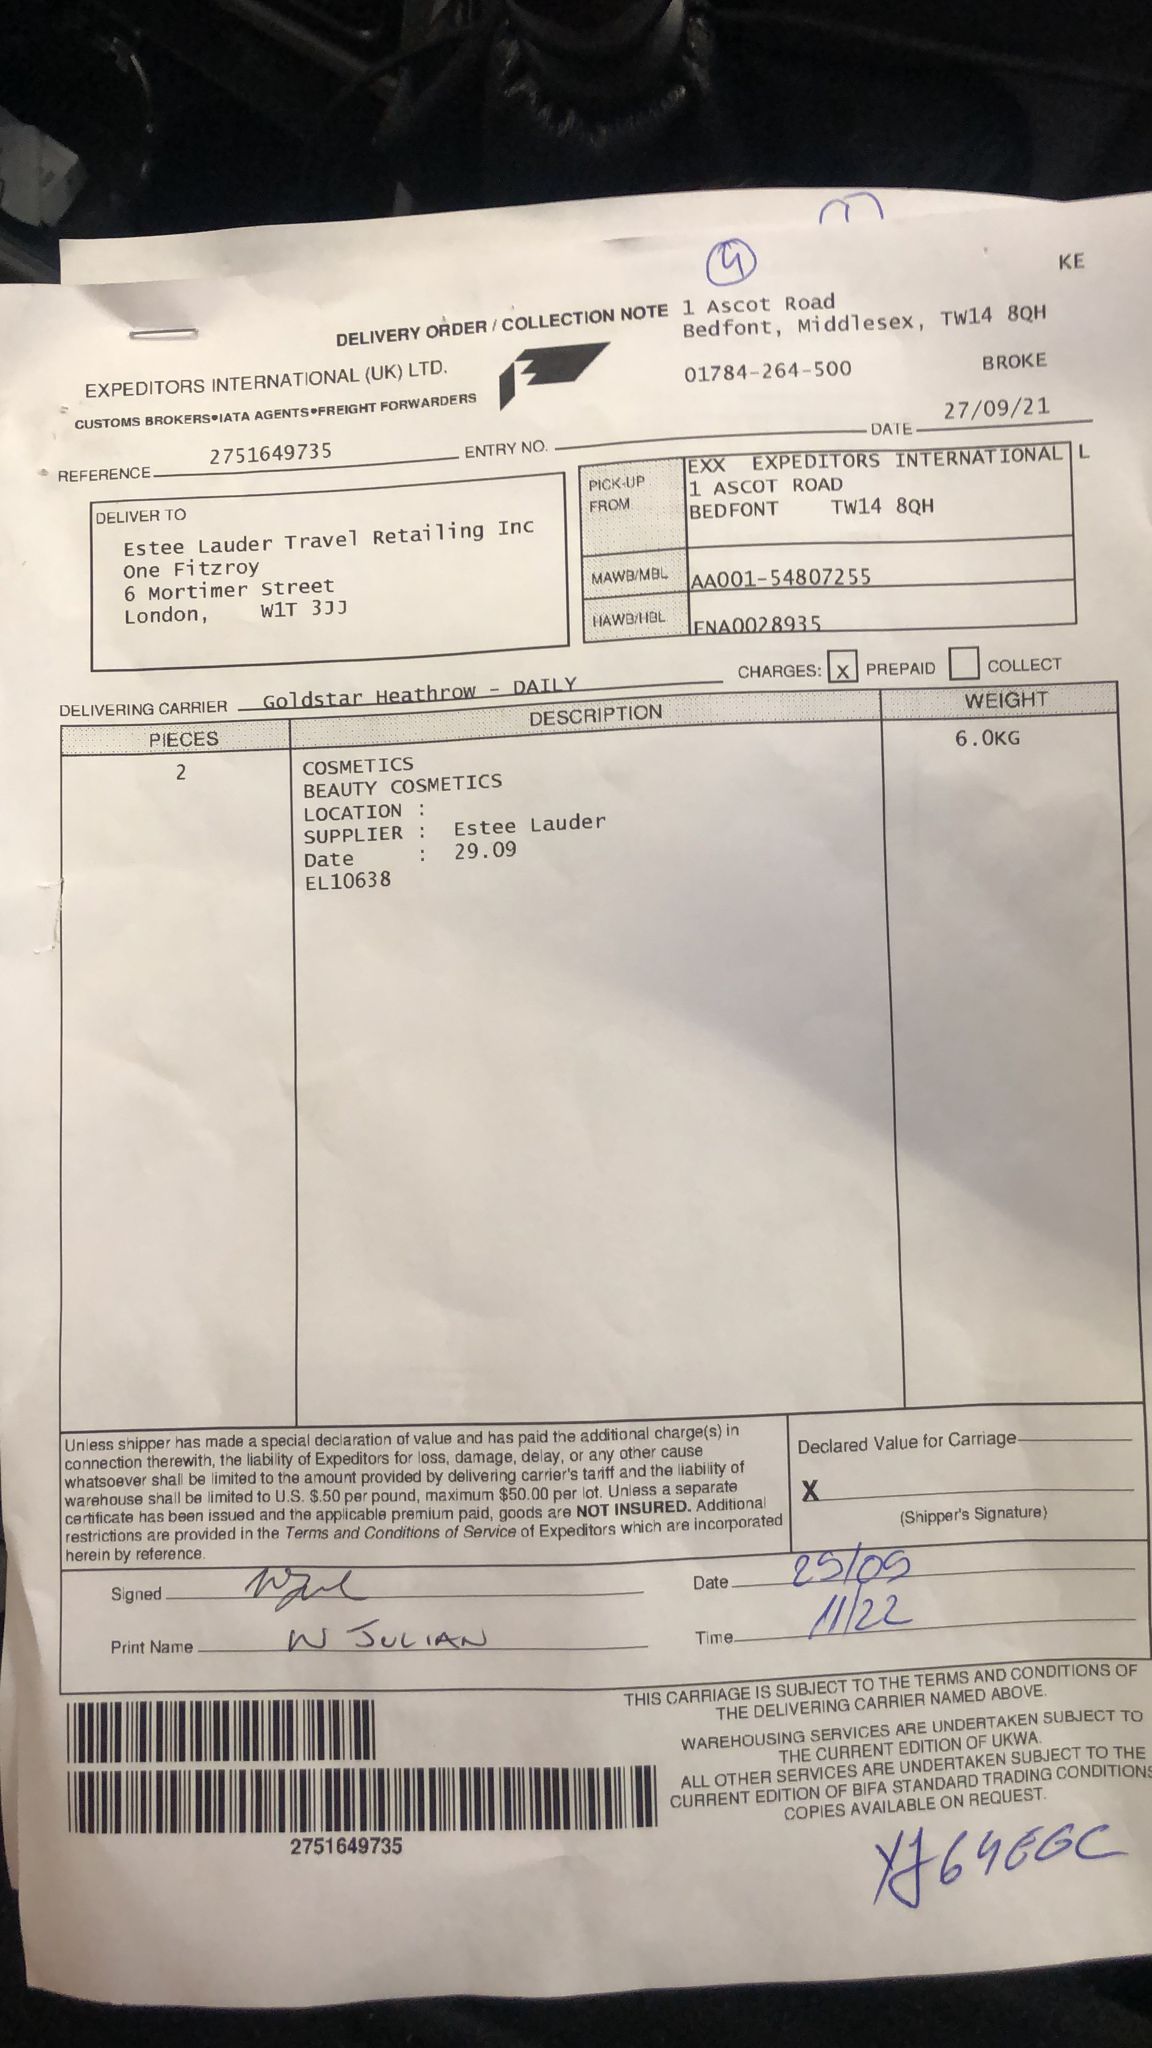 4
KE
DELIVERY ORDER / COLLECTION NOTE
1 Ascot Road
Bedfont, Middlesex, TW14 8QH
EXPEDITORS INTERNATIONAL (UK) LTD.
01784-264-500
BROKE
CUSTOMS BROKERS•IATA AGENTS•FREIGHT FORWARDERS
REFERENCE 2751649735 ENTRY NO. DATE 27/09/21
DELIVER TO
Estee Lauder Travel Retailing Inc
One Fitzroy
6 Mortimer Street
London, W1T 3JJ
PICK-UP FROM
EXX EXPEDITORS INTERNATIONAL L
1 ASCOT ROAD
BEDFONT TW14 8QH
MAWB/MBL AA001-54807255
HAWB/HBL ENA0028935
CHARGES: X PREPAID COLLECT
DELIVERING CARRIER Goldstar Heathrow - DAILY
PIECES DESCRIPTION WEIGHT
2 COSMETICS 6.0KG
BEAUTY COSMETICS
LOCATION :
SUPPLIER : Estee Lauder
Date : 29.09
EL10638
Unless shipper has made a special declaration of value and has paid the additional charge(s) in
connection therewith, the liability of Expeditors for loss, damage, delay, or any other cause
whatsoever shall be limited to the amount provided by delivering carrier's tariff and the liability of
warehouse shall be limited to U.S. $.50 per pound, maximum $50.00 per lot. Unless a separate
certificate has been issued and the applicable premium paid, goods are NOT INSURED. Additional
restrictions are provided in the Terms and Conditions of Service of Expeditors which are incorporated
herein by reference.
Declared Value for Carriage
X
(Shipper's Signature)
Signed
Date 29/09
Print Name W JULIAN
Time 11/22
THIS CARRIAGE IS SUBJECT TO THE TERMS AND CONDITIONS OF
THE DELIVERING CARRIER NAMED ABOVE.
WAREHOUSING SERVICES ARE UNDERTAKEN SUBJECT TO
THE CURRENT EDITION OF UKWA.
ALL OTHER SERVICES ARE UNDERTAKEN SUBJECT TO THE
CURRENT EDITION OF BIFA STANDARD TRADING CONDITIONS
COPIES AVAILABLE ON REQUEST.
2751649735
YJ64EGC